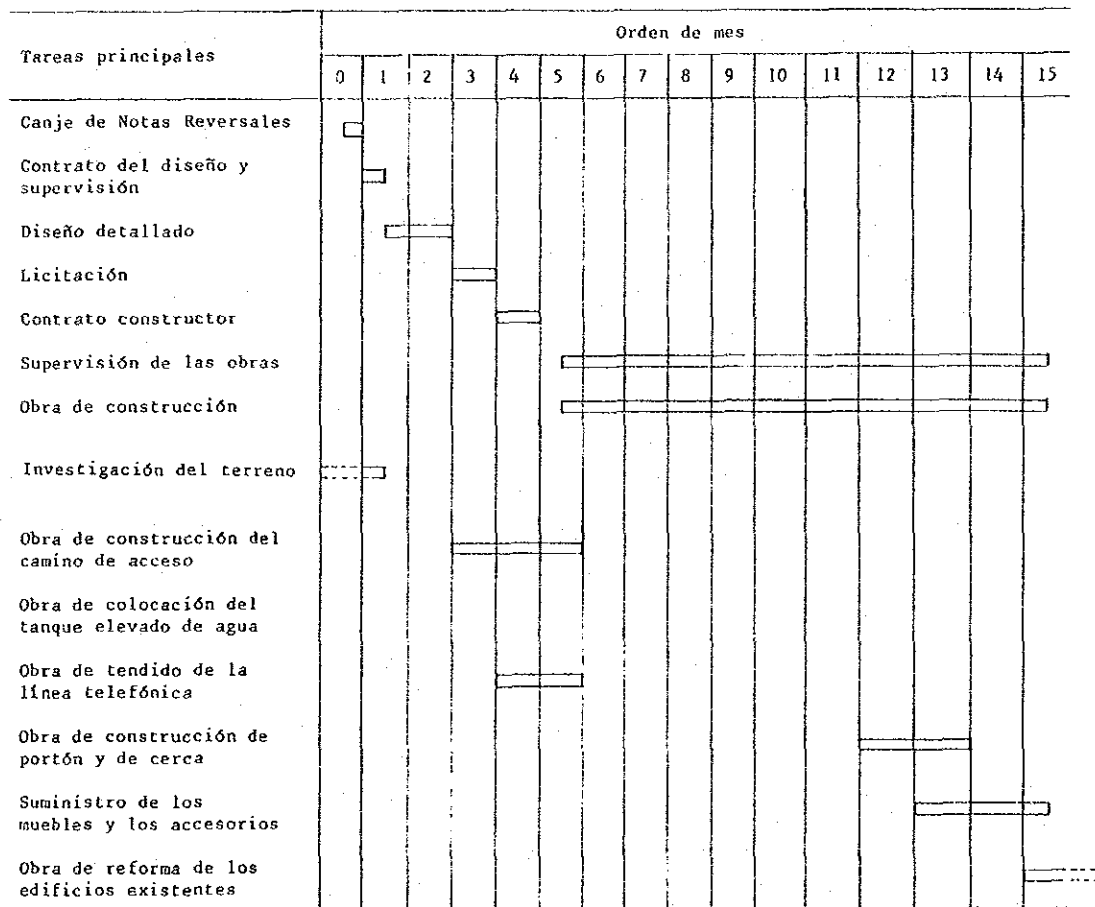 Tareas principales
Orden de mes
0 1 2 3 4 5 6 7 8 9 10 11 12 13 14 15
Canje de Notas Reversales
Contrato del diseño y
supervisión
Diseño detallado
Licitación
Contrato constructor
Supervisión de las obras
Obra de construcción
Investigación del terreno
Obra de construcción del
camino de acceso
Obra de colocación del
tanque elevado de agua
Obra de tendido de la
línea telefónica
Obra de construcción de
portón y de cerca
Suministro de los
muebles y los accesorios
Obra de reforma de los
edificios existentes